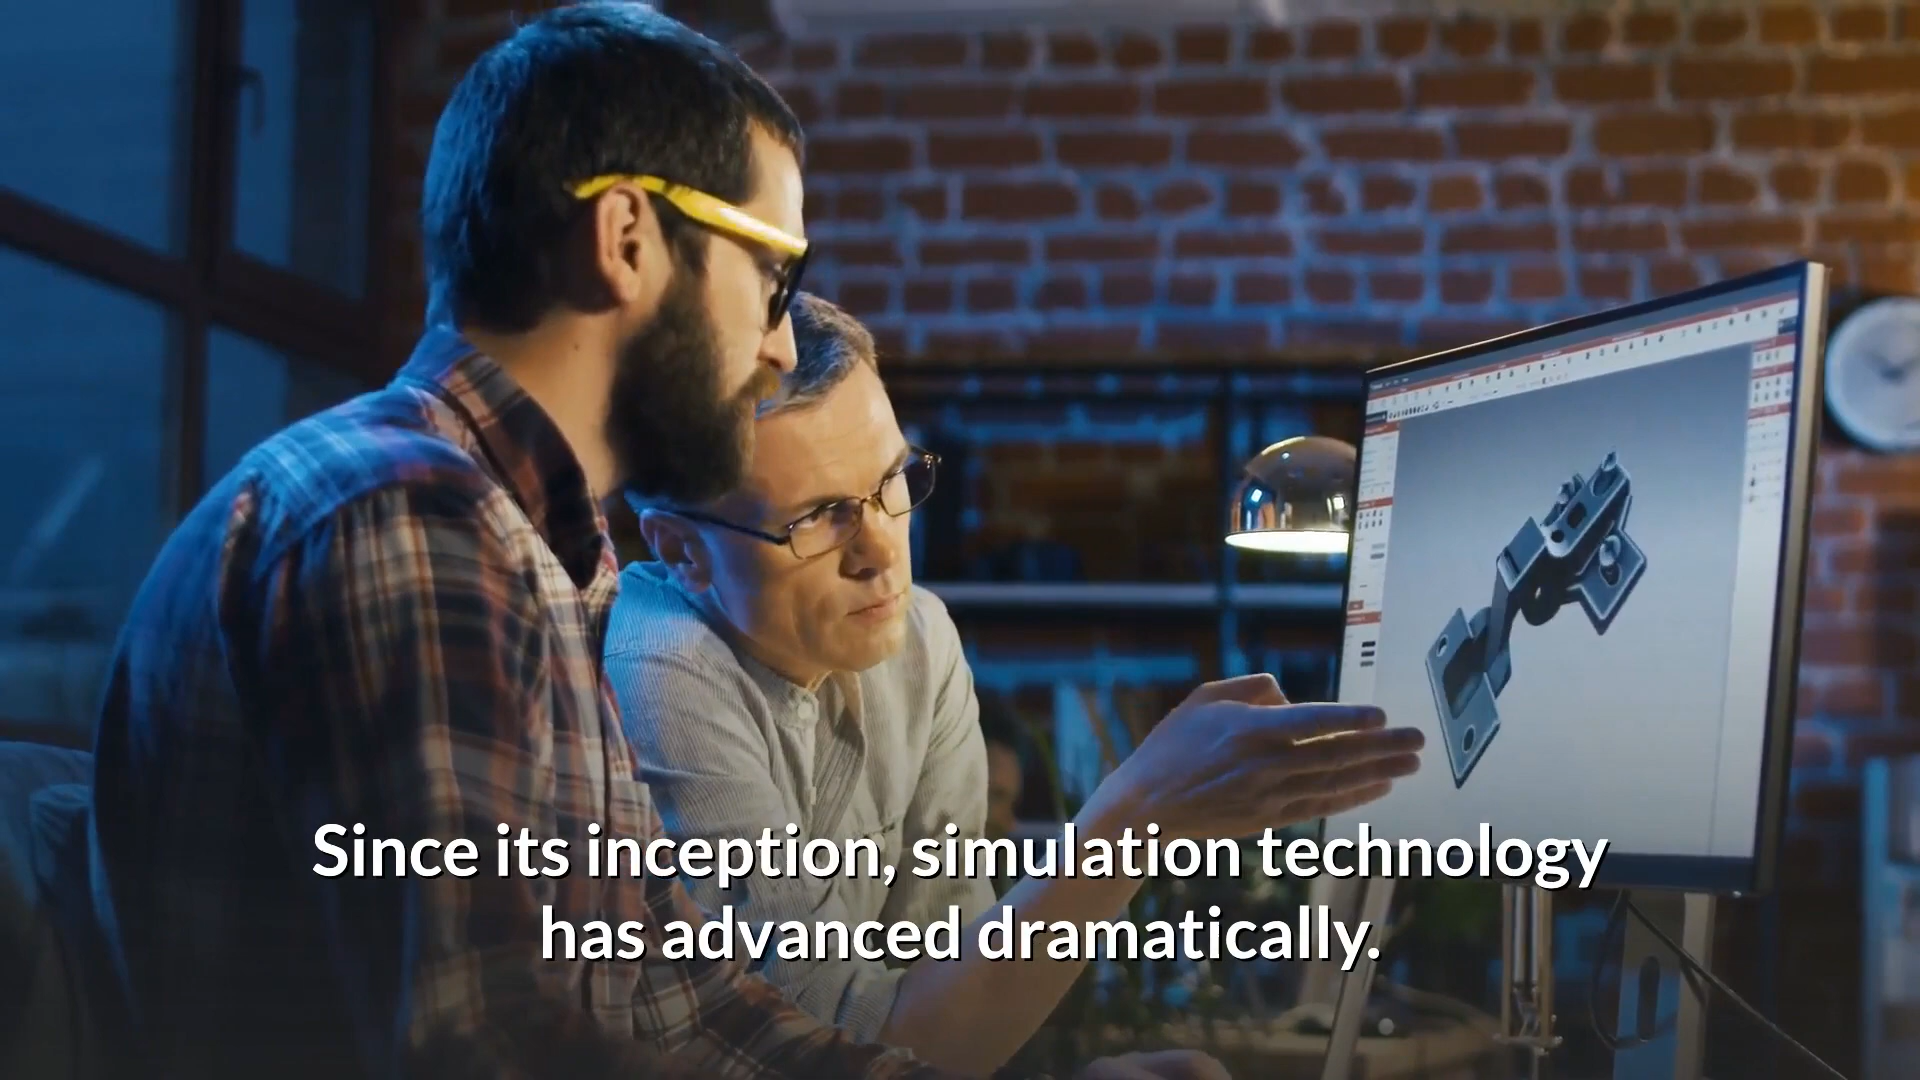 Since its inception, simulation technology
has advanced dramatically.